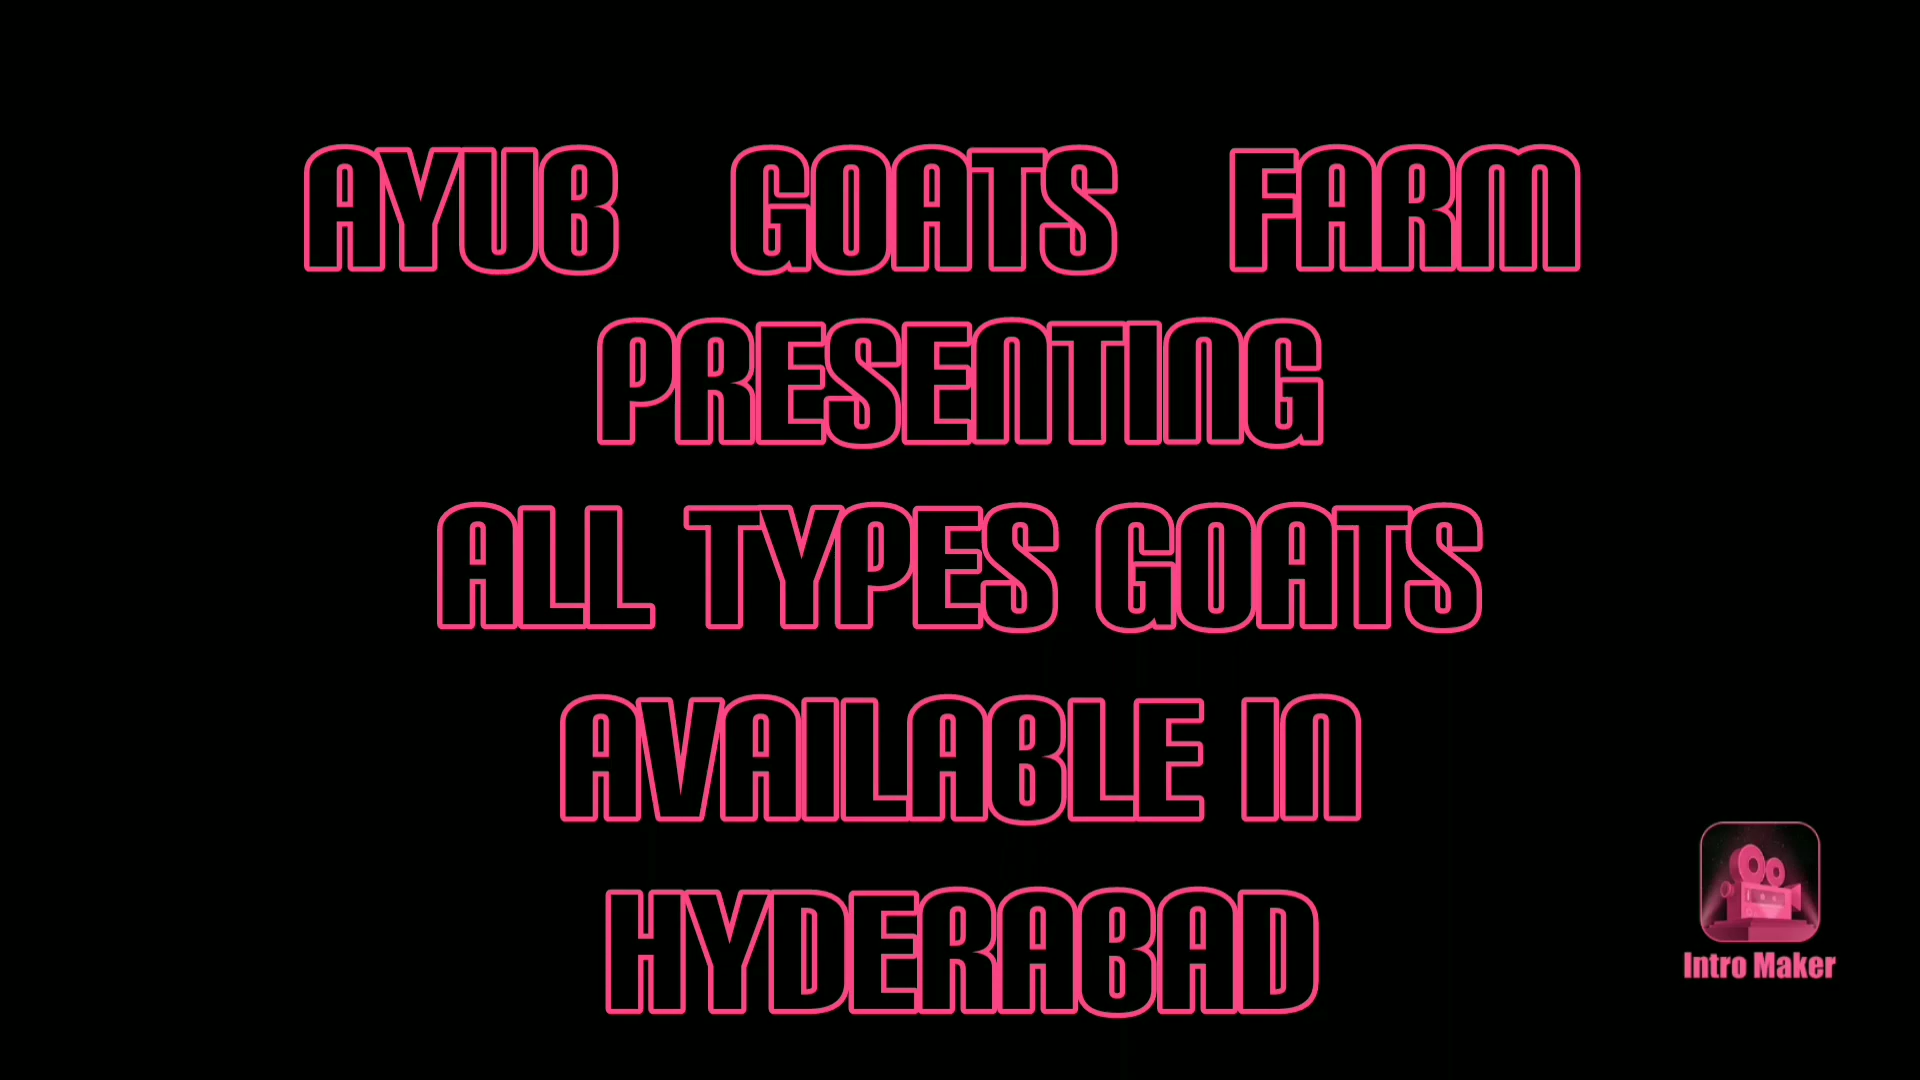 AYUB GOATS FARM
PRESENTING
ALL TYPES GOATS
AVAILABLE IN
HYDERABAD
Intro Maker